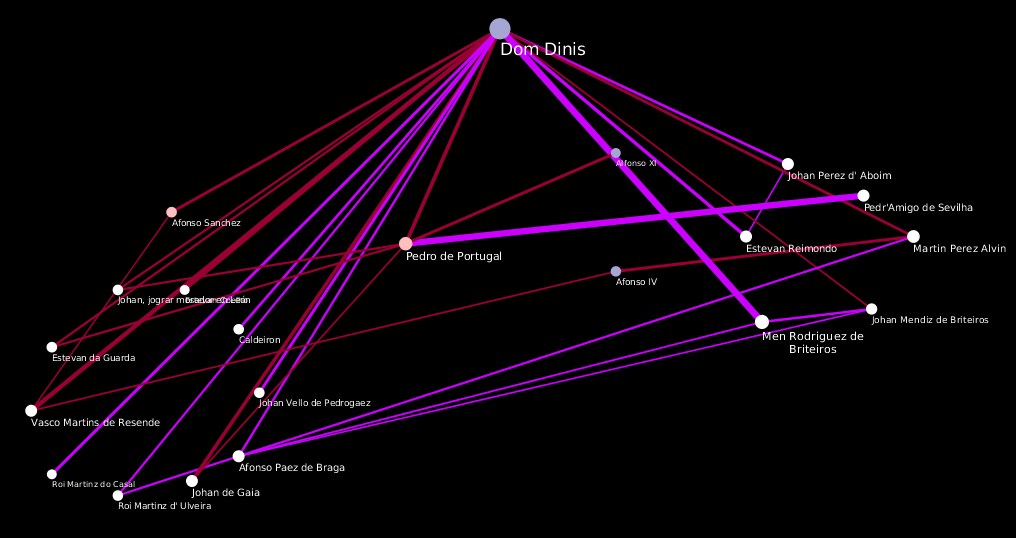 Dom Dinis
Alfonso XI
Johan Perez d' Aboim
Pedr'Amigo de Sevilha
Afonso Sanchez
Estevan Reimondo
Martin Perez Alvin
Pedro de Portugal
Afonso IV
Johan, jograr morador en Leon
Johan Mendiz de Briteiros
Caldeiron
Men Rodriguez de
Briteiros
Estevan da Guarda
Johan Vello de Pedrogaez
Vasco Martins de Resende
Afonso Paez de Braga
Roi Martinz do Casal
Johan de Gaia
Roi Martinz d' Ulveira